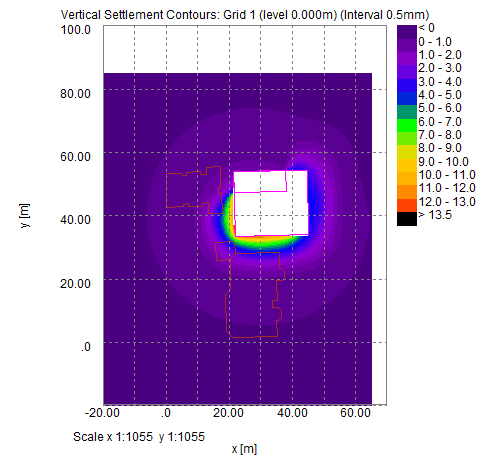 Vertical Settlement Contours: Grid 1 (level 0.000m) (Interval 0.5mm)
100.0
80.00
60.00
40.00
20.00
.0
y [m]
-20.00
.0
20.00
40.00
60.00
Scale x 1:1055 y 1:1055
x [m]
< 0
0 - 1.0
1.0 - 2.0
2.0 - 3.0
3.0 - 4.0
4.0 - 5.0
5.0 - 6.0
6.0 - 7.0
7.0 - 8.0
8.0 - 9.0
9.0 - 10.0
10.0 - 11.0
11.0 - 12.0
12.0 - 13.0
> 13.5